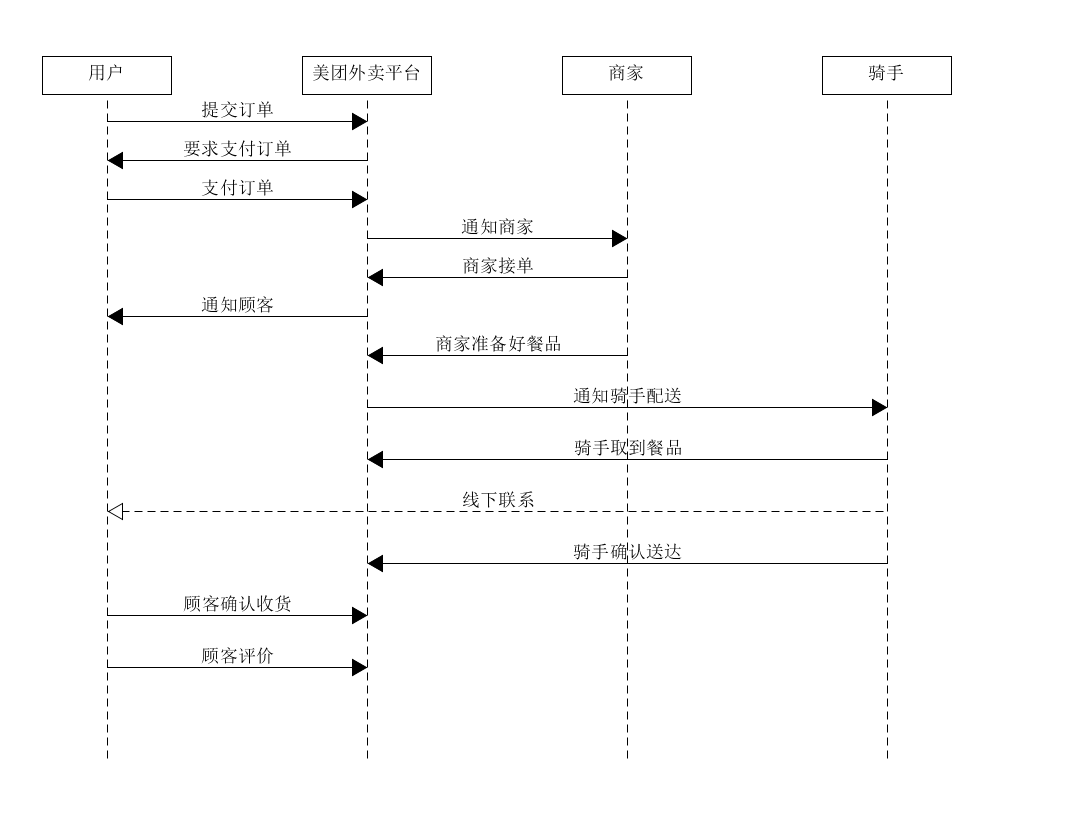 用户
美团外卖平台
商家
骑手
提交订单
要求支付订单
支付订单
通知商家
商家接单
通知顾客
商家准备好餐品
通知骑手配送
骑手取到餐品
线下联系
骑手确认送达
顾客确认收货
顾客评价